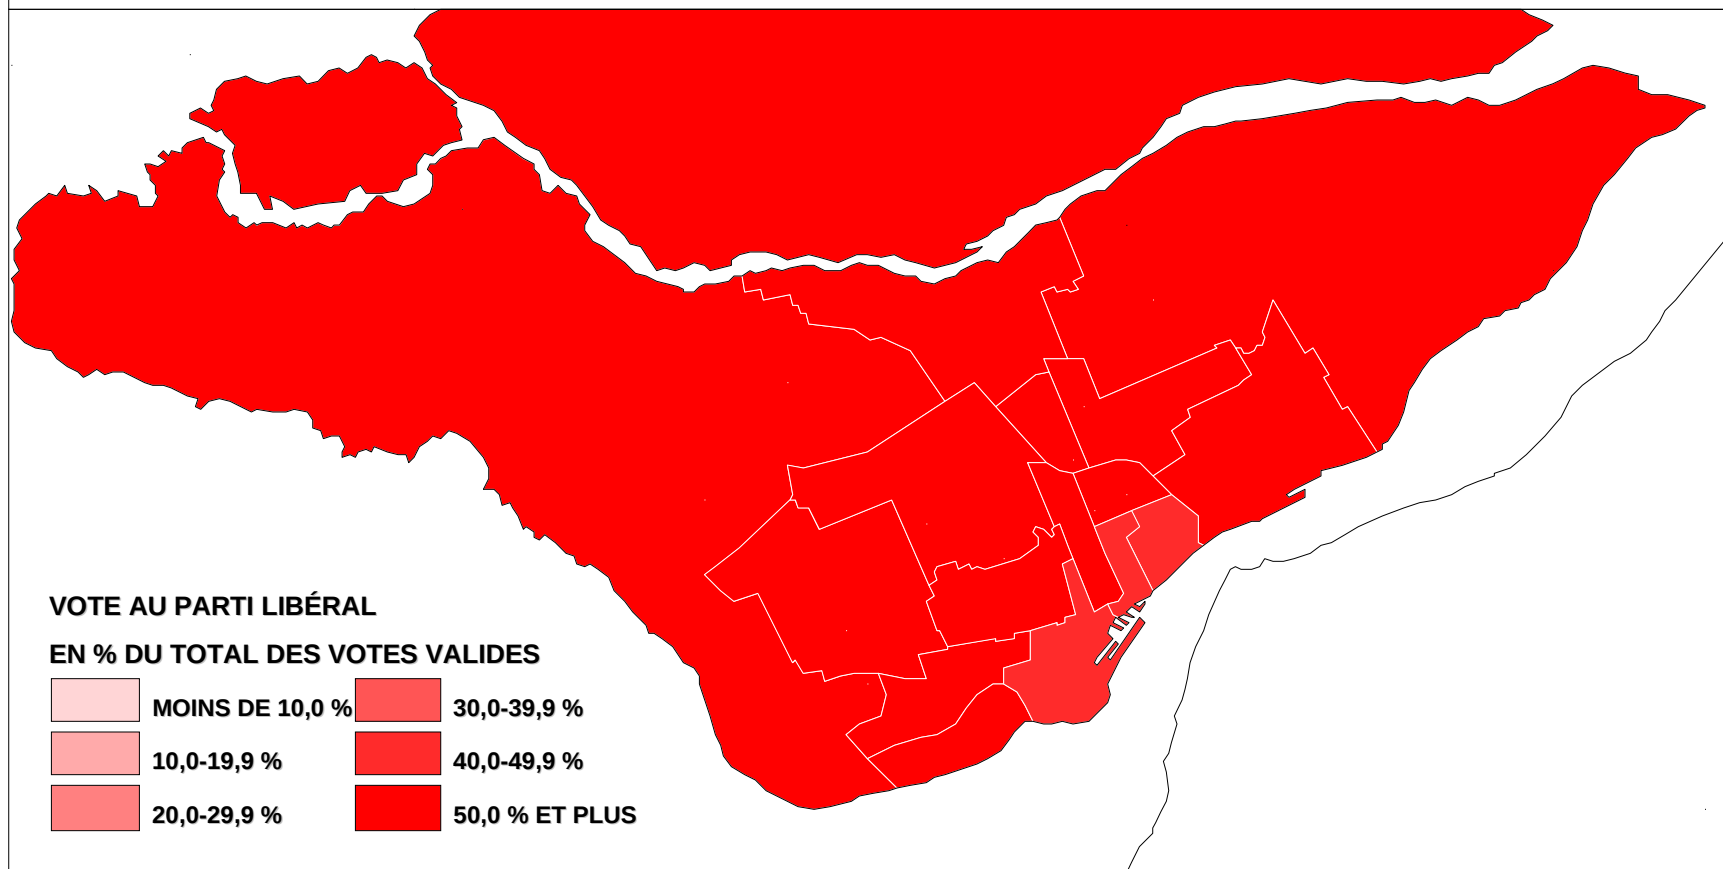 VOTE AU PARTI LIBÉRAL
EN % DU TOTAL DES VOTES VALIDES
MOINS DE 10,0 %
30,0-39,9 %
10,0-19,9 %
40,0-49,9 %
20,0-29,9 %
50,0 % ET PLUS